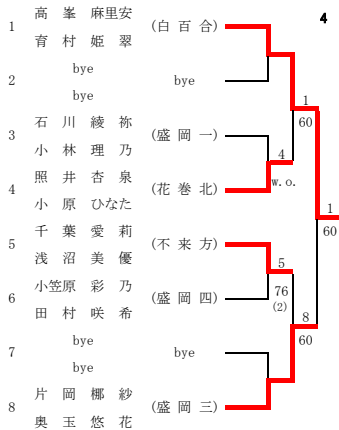 4
1 高 峯 麻里安 (白 百 合)
育 村 姫 翠
2 bye bye
bye
1
60
3 石 川 綾 祢 (盛 岡 一)
小 林 理 乃
4
w.o.
4 照 井 杏 泉 (花 巻 北)
小 原 ひなた
1
60
5 千 葉 愛 莉 (不 来 方)
浅 沼 美 優
5
76
(2)
6 小笠原 彩 乃 (盛 岡 四)
田 村 咲 希
8
60
7 bye bye
bye
8 片 岡 梛 紗 (盛 岡 三)
奥 玉 悠 花